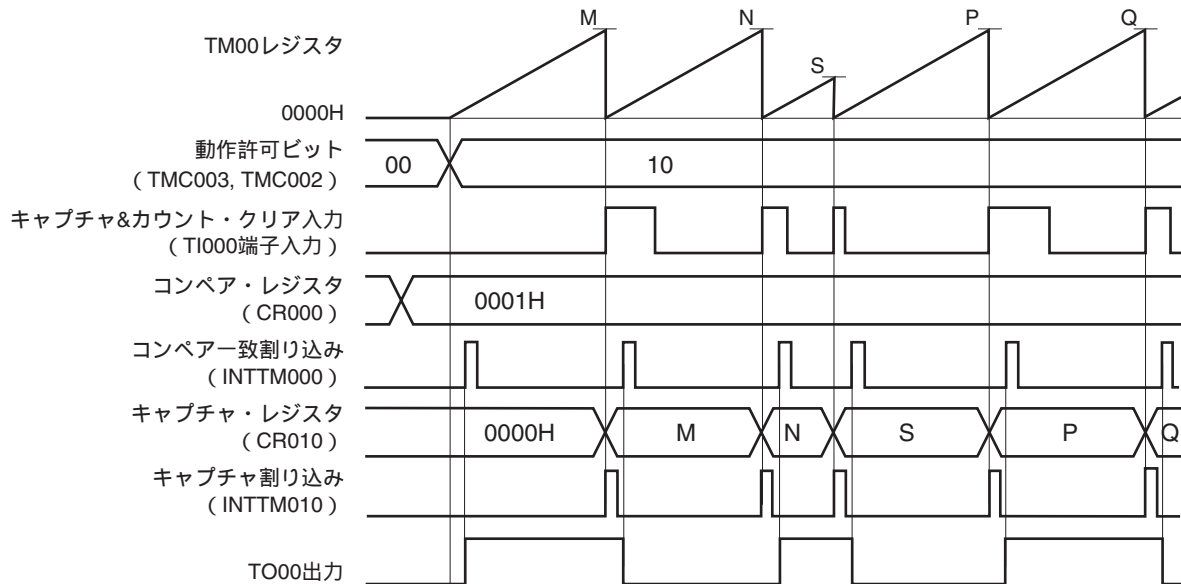 M N S P Q
TM00レジスタ
0000H
動作許可ビット
（TMC003, TMC002）
00 10
キャプチャ&カウント・クリア入力
（TI000端子入力）
コンペア・レジスタ
（CR000）
0001H
コンペア一致割り込み
（INTTM000）
キャプチャ・レジスタ
（CR010）
0000H M N S P Q
キャプチャ割り込み
（INTTM010）
TO00出力